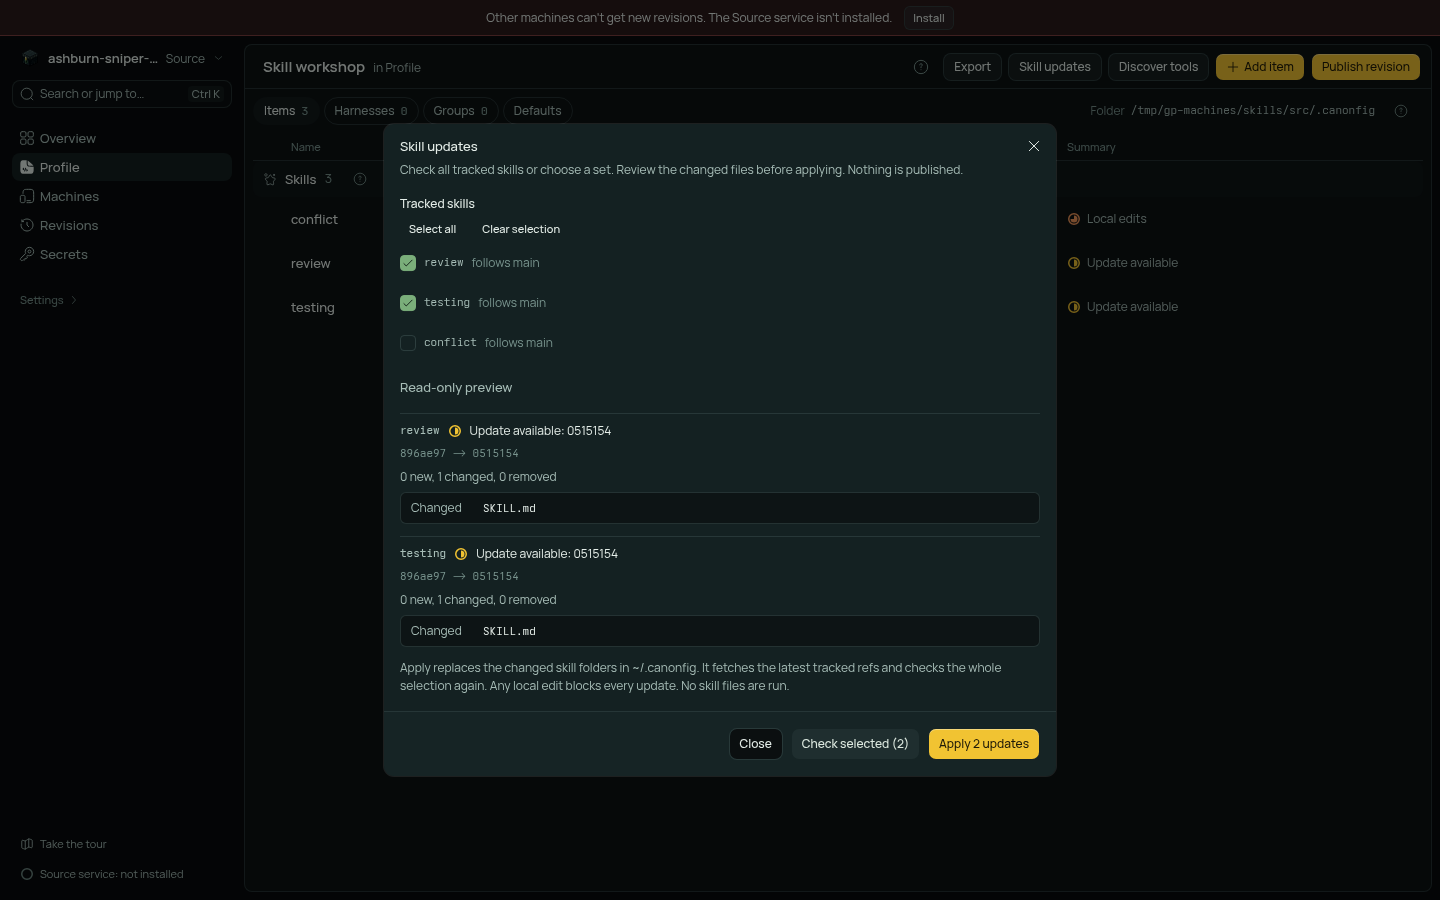 Other machines can't get new revisions. The Source service isn't installed. Install
ashburn-sniper-... Source
Search or jump to... Ctrl K
Overview
Profile
Machines
Revisions
Secrets
Settings
Take the tour
Source service: not installed
Skill workshop in Profile
? Export Skill updates Discover tools + Add item Publish revision
Items 3 Harnesses 0 Groups 0 Defaults
Folder /tmp/gp-machines/skills/src/.canonfig ?
Name Summary
Skills 3 ?
conflict Local edits
review Update available
testing Update available
Skill updates
Check all tracked skills or choose a set. Review the changed files before applying. Nothing is published.
Tracked skills
Select all Clear selection
review follows main
testing follows main
conflict follows main
Read-only preview
review Update available: 0515154
896ae97 → 0515154
0 new, 1 changed, 0 removed
Changed SKILL.md
testing Update available: 0515154
896ae97 → 0515154
0 new, 1 changed, 0 removed
Changed SKILL.md
Apply replaces the changed skill folders in ~/.canonfig. It fetches the latest tracked refs and checks the whole
selection again. Any local edit blocks every update. No skill files are run.
Close Check selected (2) Apply 2 updates